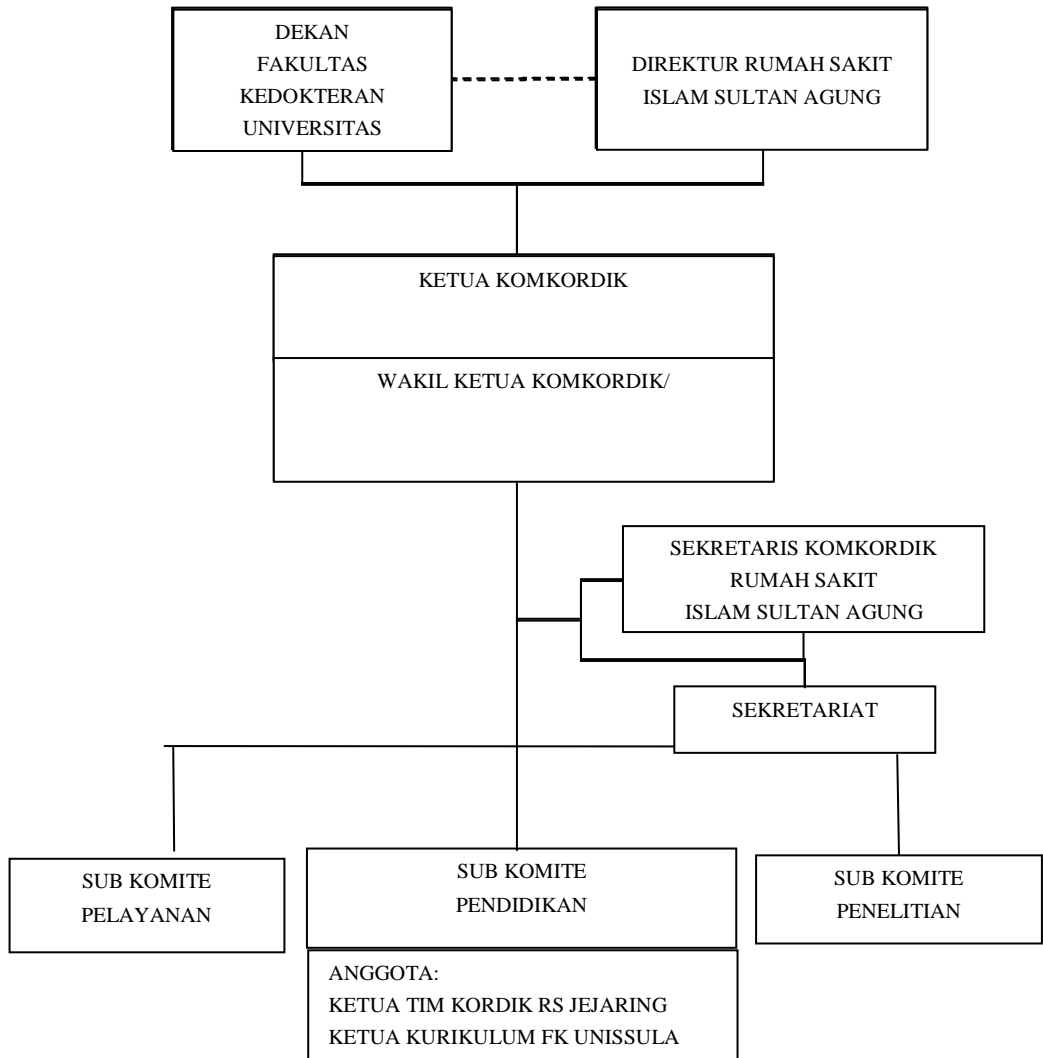 DEKAN
FAKULTAS
KEDOKTERAN
UNIVERSITAS
DIREKTUR RUMAH SAKIT
ISLAM SULTAN AGUNG
KETUA KOMKORDIK
WAKIL KETUA KOMKORDIK/
SEKRETARIS KOMKORDIK
RUMAH SAKIT
ISLAM SULTAN AGUNG
SEKRETARIAT
SUB KOMITE
PELAYANAN
SUB KOMITE
PENDIDIKAN
SUB KOMITE
PENELITIAN
ANGGOTA:
KETUA TIM KORDIK RS JEJARING
KETUA KURIKULUM FK UNISSULA